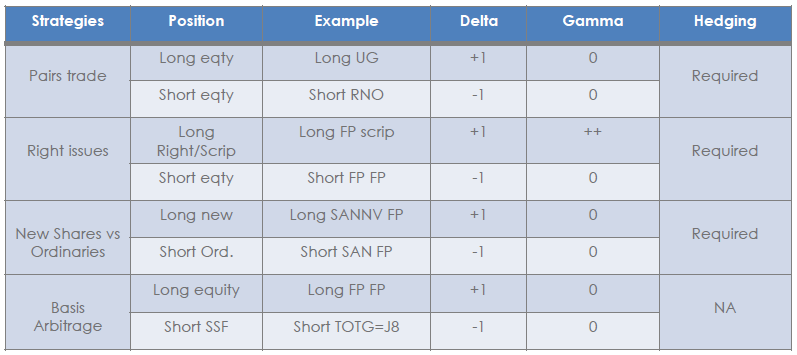 Strategies Position Example Delta Gamma Hedging
Pairs trade
Long eqty Long UG +1 0
Required
Short eqty Short RNO -1 0
Right issues
Long
Right/Scrip
Long FP scrip +1 ++
Required
Short eqty Short FP FP -1 0
New Shares vs
Ordinaries
Long new Long SANNV FP +1 0
Required
Short Ord. Short SAN FP -1 0
Basis
Arbitrage
Long equity Long FP FP +1 0
NA
Short SSF Short TOTG=J8 -1 0